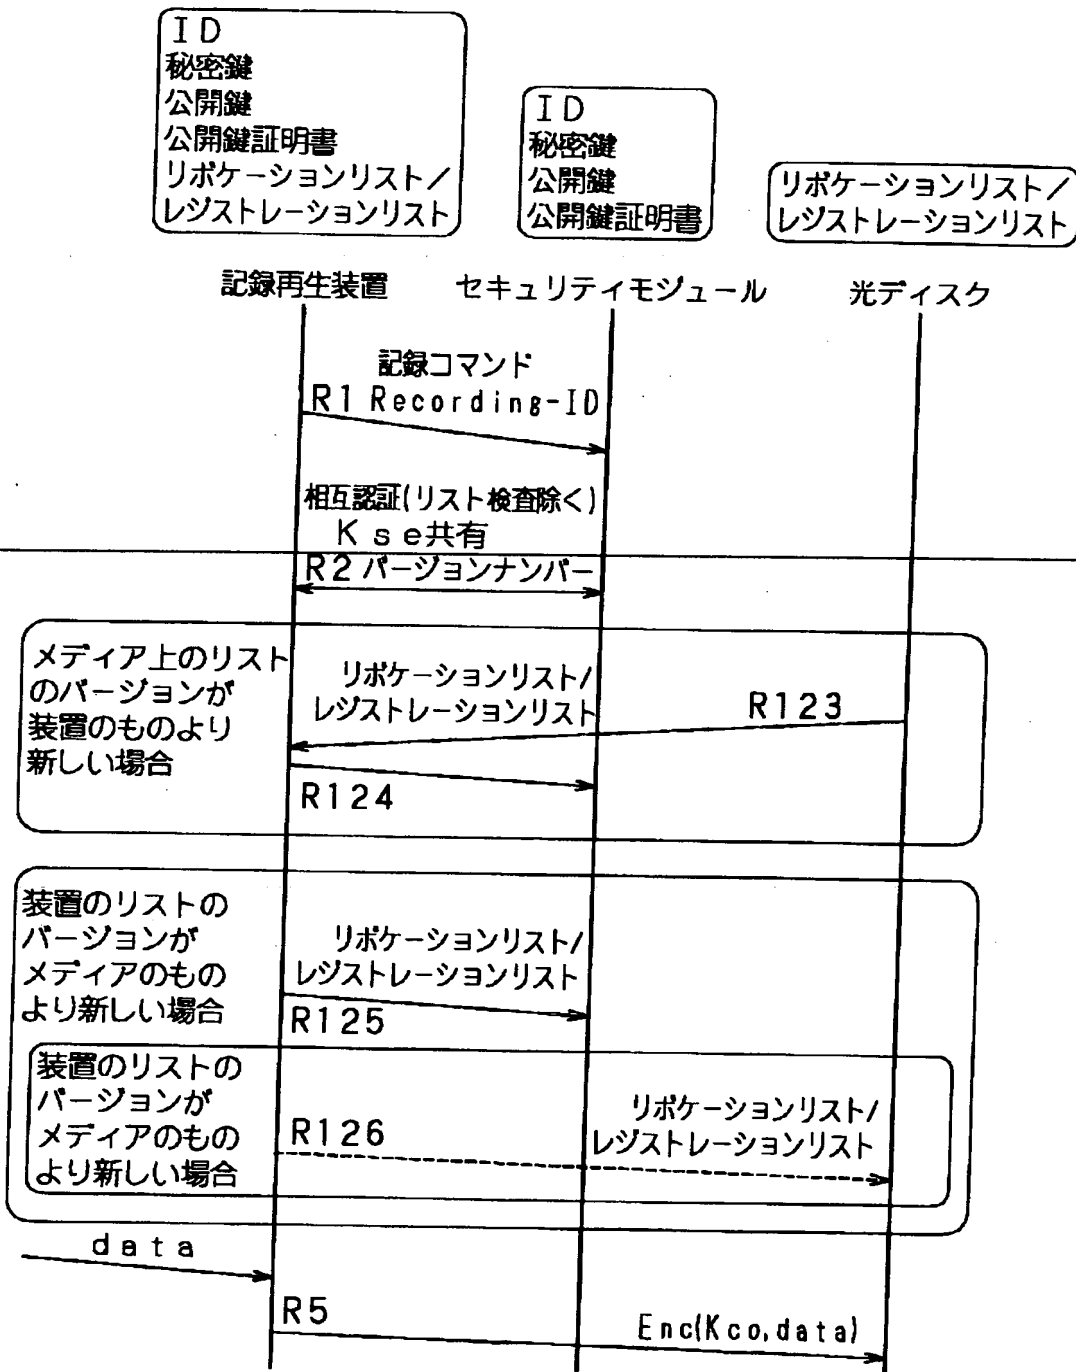 ID
秘密鍵
公開鍵
公開鍵証明書
リボケーションリスト/
レジストレーションリスト
ID
秘密鍵
公開鍵
公開鍵証明書
リボケーションリスト/
レジストレーションリスト
記録再生装置
セキュリティモジュール
光ディスク
記録コマンド
R1 Recording-ID
相互認証(リスト検査除く)
Kse共有
R2 バージョンナンバー
メディア上のリスト
のバージョンが
装置のものより
新しい場合
リボケーションリスト/
レジストレーションリスト
R123
R124
装置のリストの
バージョンが
メディアのもの
より新しい場合
リボケーションリスト/
レジストレーションリスト
R125
装置のリストの
バージョンが
メディアのもの
より新しい場合
R126
リボケーションリスト/
レジストレーションリスト
data
R5
Enc(Kco,data)